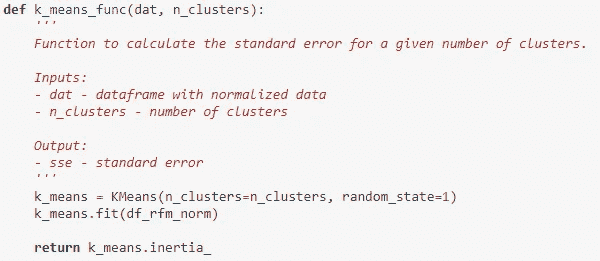 def k_means_func(dat, n_clusters):
    '''
    Function to calculate the standard error for a given number of clusters.

    Inputs:
    - dat - dataframe with normalized data
    - n_clusters - number of clusters

    Output:
    - sse - standard error
    '''
    k_means = KMeans(n_clusters=n_clusters, random_state=1)
    k_means.fit(df_rfm_norm)

    return k_means.inertia_